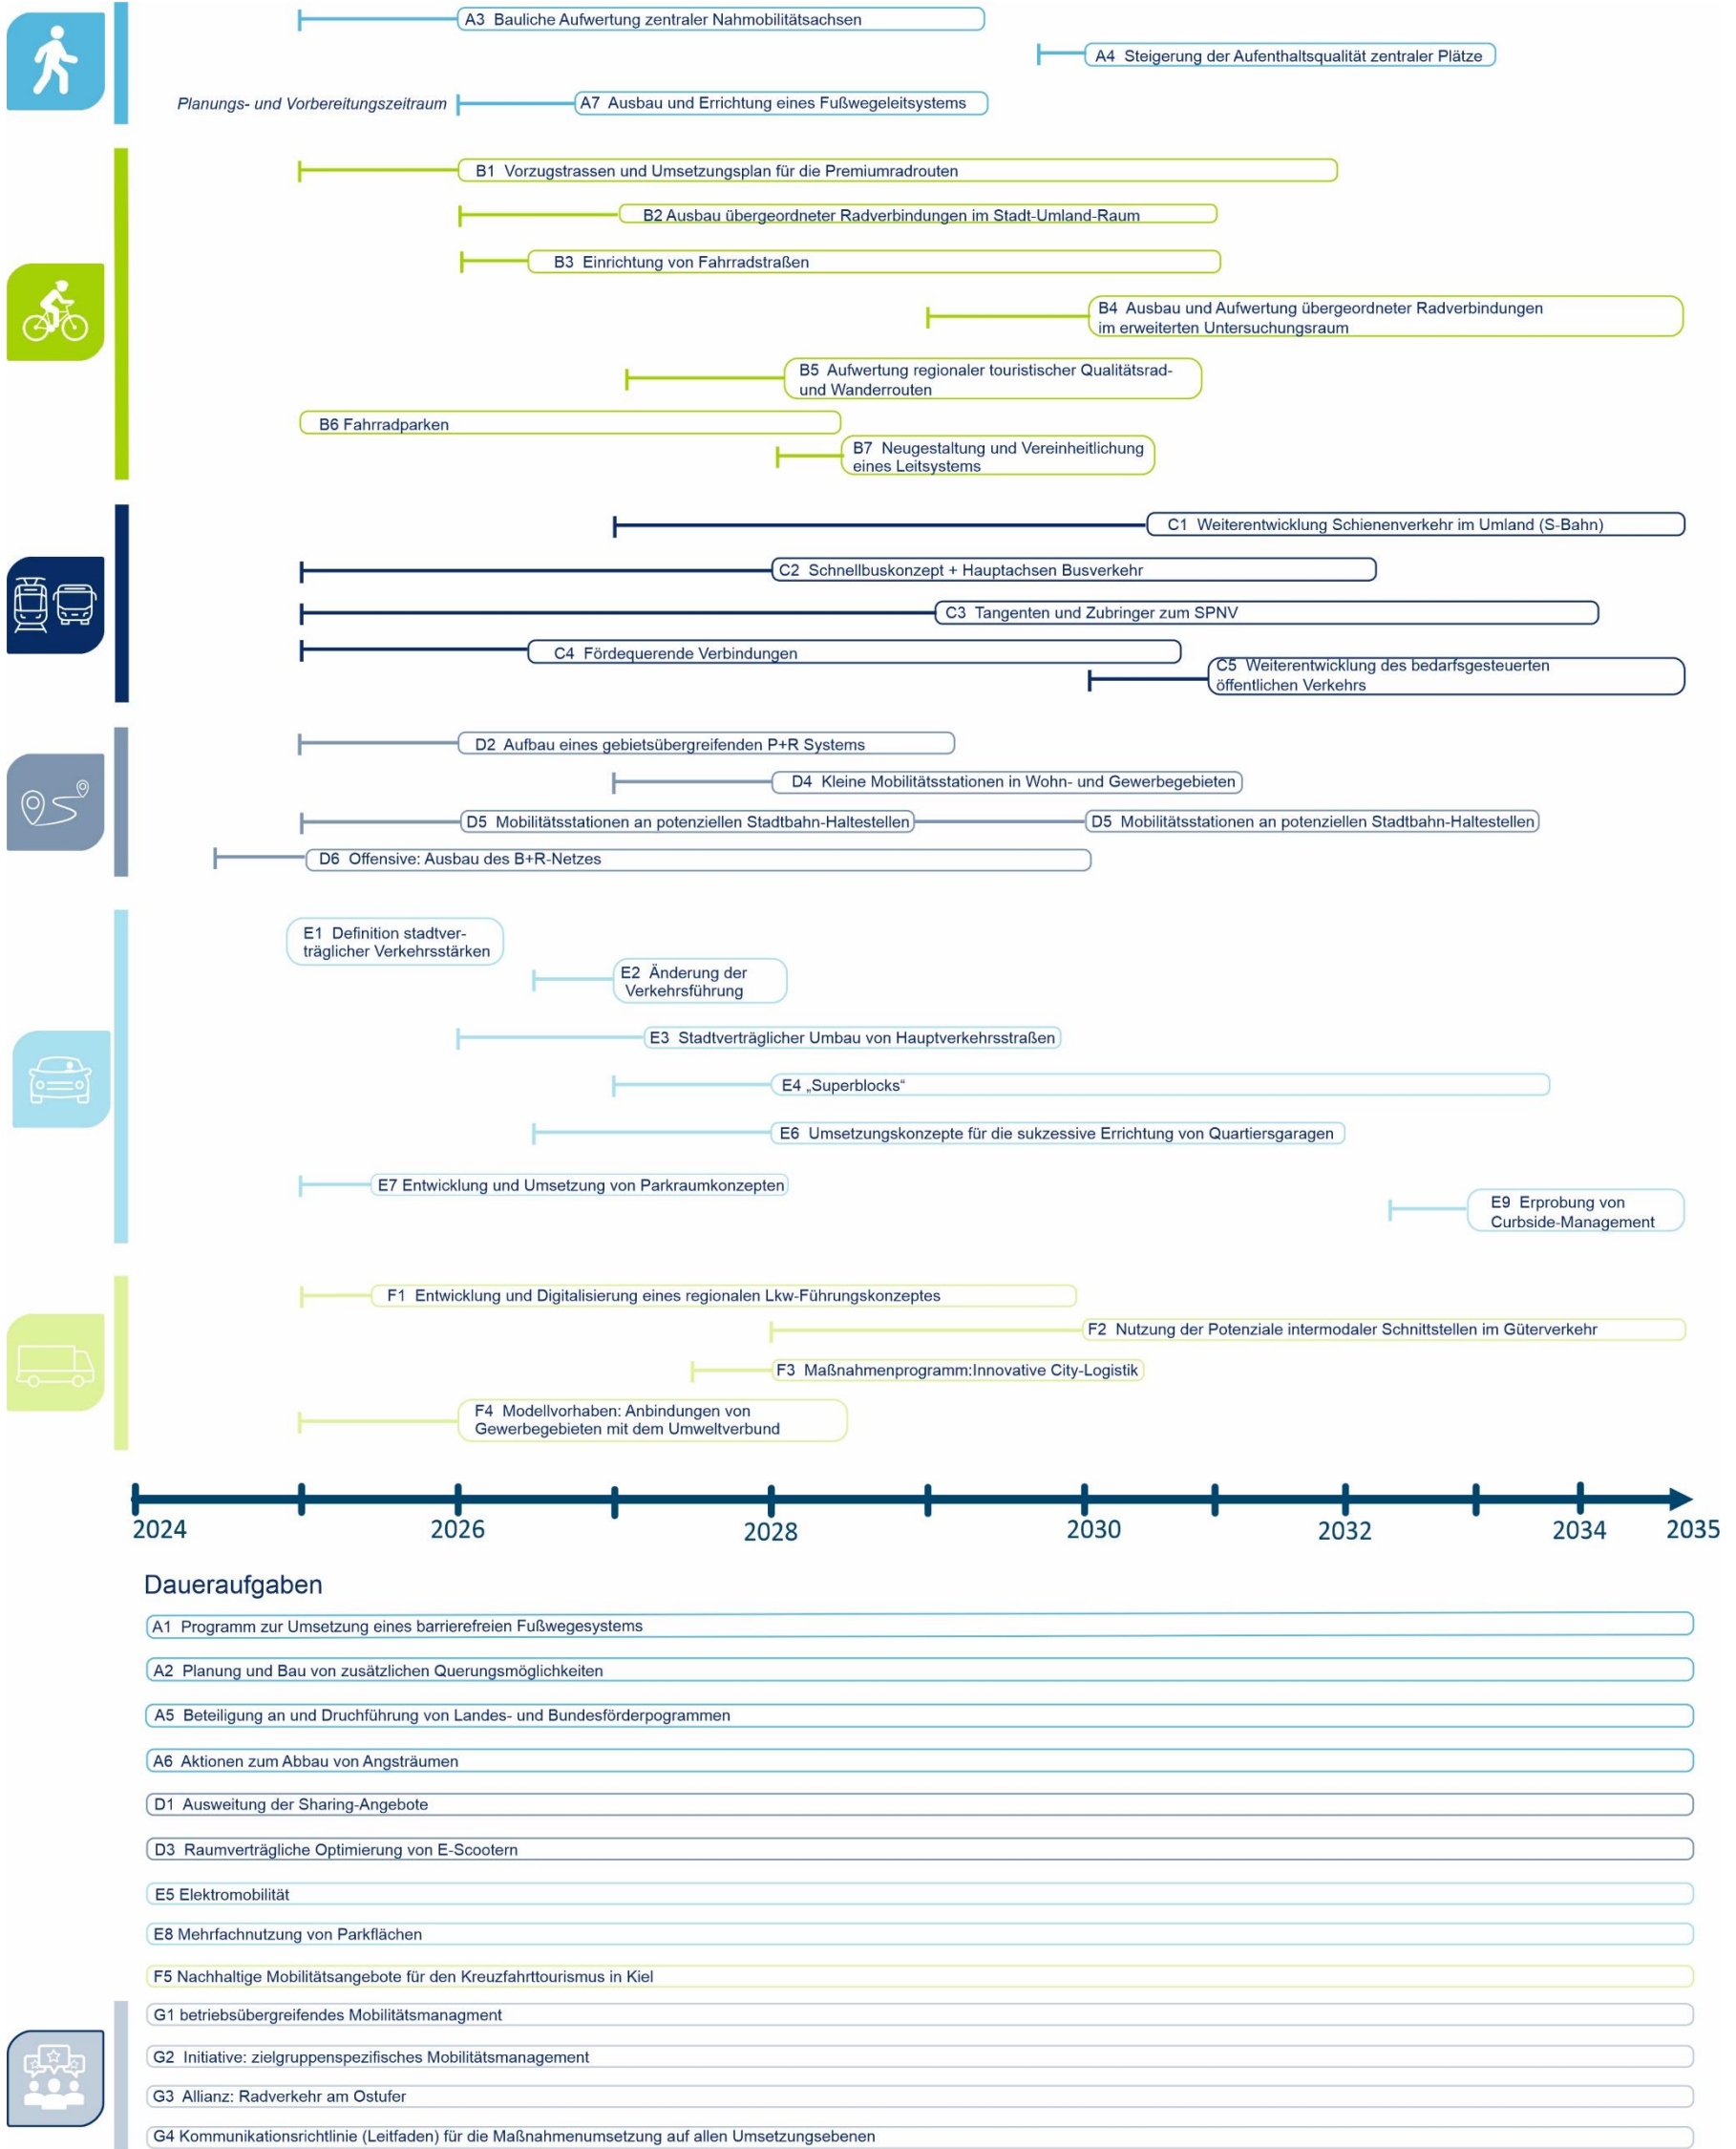 A3 Bauliche Aufwertung zentraler Nahmobilitätsachsen
A4 Steigerung der Aufenthaltsqualität zentraler Plätze
Planungs- und Vorbereitungszeitraum
A7 Ausbau und Errichtung eines Fußwegeleitsystems
B1 Vorzugstrassen und Umsetzungsplan für die Premiumradrouten
B2 Ausbau übergeordneter Radverbindungen im Stadt-Umland-Raum
B3 Einrichtung von Fahrradstraßen
B4 Ausbau und Aufwertung übergeordneter Radverbindungen
im erweiterten Untersuchungsraum
B5 Aufwertung regionaler touristischer Qualitätsrad-
und Wanderrouten
B6 Fahrradparken
B7 Neugestaltung und Vereinheitlichung
eines Leitsystems
C1 Weiterentwicklung Schienenverkehr im Umland (S-Bahn)
C2 Schnellbuskonzept + Hauptachsen Busverkehr
C3 Tangenten und Zubringer zum SPNV
C4 Fördequerende Verbindungen
C5 Weiterentwicklung des bedarfsgesteuerten
öffentlichen Verkehrs
D2 Aufbau eines gebietsübergreifenden P+R Systems
D4 Kleine Mobilitätsstationen in Wohn- und Gewerbegebieten
D5 Mobilitätsstationen an potenziellen Stadtbahn-Haltestellen
D5 Mobilitätsstationen an potenziellen Stadtbahn-Haltestellen
D6 Offensive: Ausbau des B+R-Netzes
E1 Definition stadtver-
träglicher Verkehrsstärken
E2 Änderung der
Verkehrsführung
E3 Stadtverträglicher Umbau von Hauptverkehrsstraßen
E4 „Superblocks“
E6 Umsetzungskonzepte für die sukzessive Errichtung von Quartiersgaragen
E7 Entwicklung und Umsetzung von Parkraumkonzepten
E9 Erprobung von
Curbside-Management
F1 Entwicklung und Digitalisierung eines regionalen Lkw-Führungskonzeptes
F2 Nutzung der Potenziale intermodaler Schnittstellen im Güterverkehr
F3 Maßnahmenprogramm:Innovative City-Logistik
F4 Modellvorhaben: Anbindungen von
Gewerbegebieten mit dem Umweltverbund
2024 2026 2028 2030 2032 2034 2035
Daueraufgaben
A1 Programm zur Umsetzung eines barrierefreien Fußwegesystems
A2 Planung und Bau von zusätzlichen Querungsmöglichkeiten
A5 Beteiligung an und Druchführung von Landes- und Bundesförderpogrammen
A6 Aktionen zum Abbau von Angsträumen
D1 Ausweitung der Sharing-Angebote
D3 Raumverträgliche Optimierung von E-Scootern
E5 Elektromobilität
E8 Mehrfachnutzung von Parkflächen
F5 Nachhaltige Mobilitätsangebote für den Kreuzfahrttourismus in Kiel
G1 betriebsübergreifendes Mobilitätsmanagment
G2 Initiative: zielgruppenspezifisches Mobilitätsmanagement
G3 Allianz: Radverkehr am Ostufer
G4 Kommunikationsrichtlinie (Leitfaden) für die Maßnahmenumsetzung auf allen Umsetzungsebenen